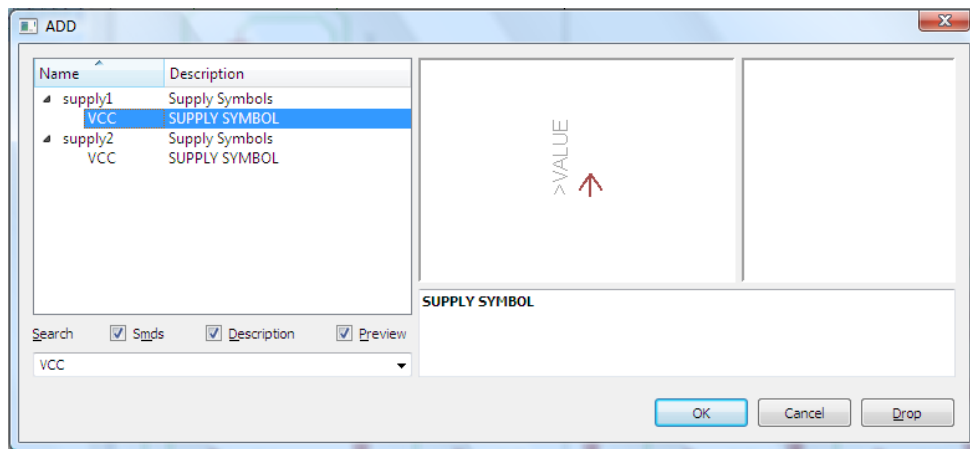 ADD
Name Description
supply1 Supply Symbols
VCC SUPPLY SYMBOL
supply2 Supply Symbols
VCC SUPPLY SYMBOL
>VALUE
SUPPLY SYMBOL
Search Smds Description Preview
VCC
OK Cancel Drop